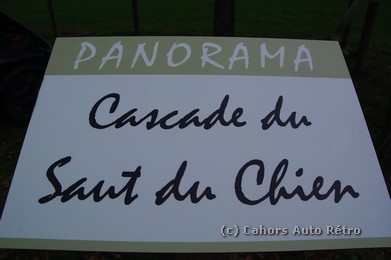 PANORAMA
Cascade du
Saut du Chien
(c) Cahors Auto Rétro